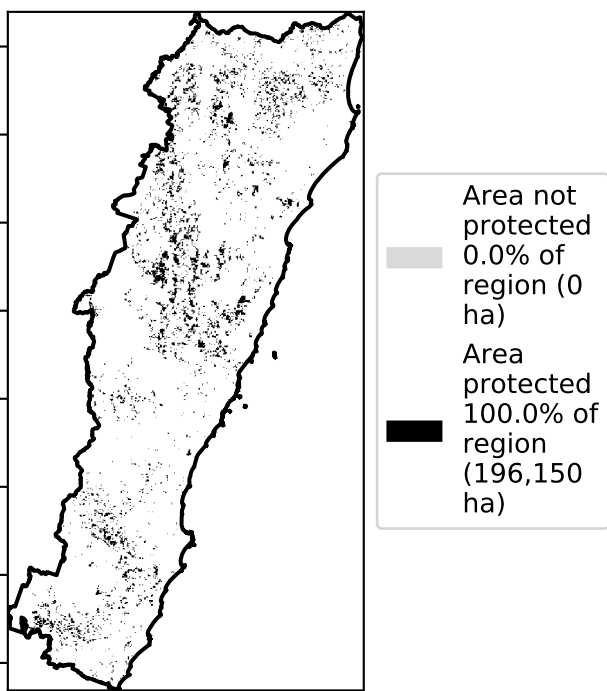 Area not
protected
0.0% of
region (0
ha)
Area
protected
100.0% of
region
(196,150
ha)